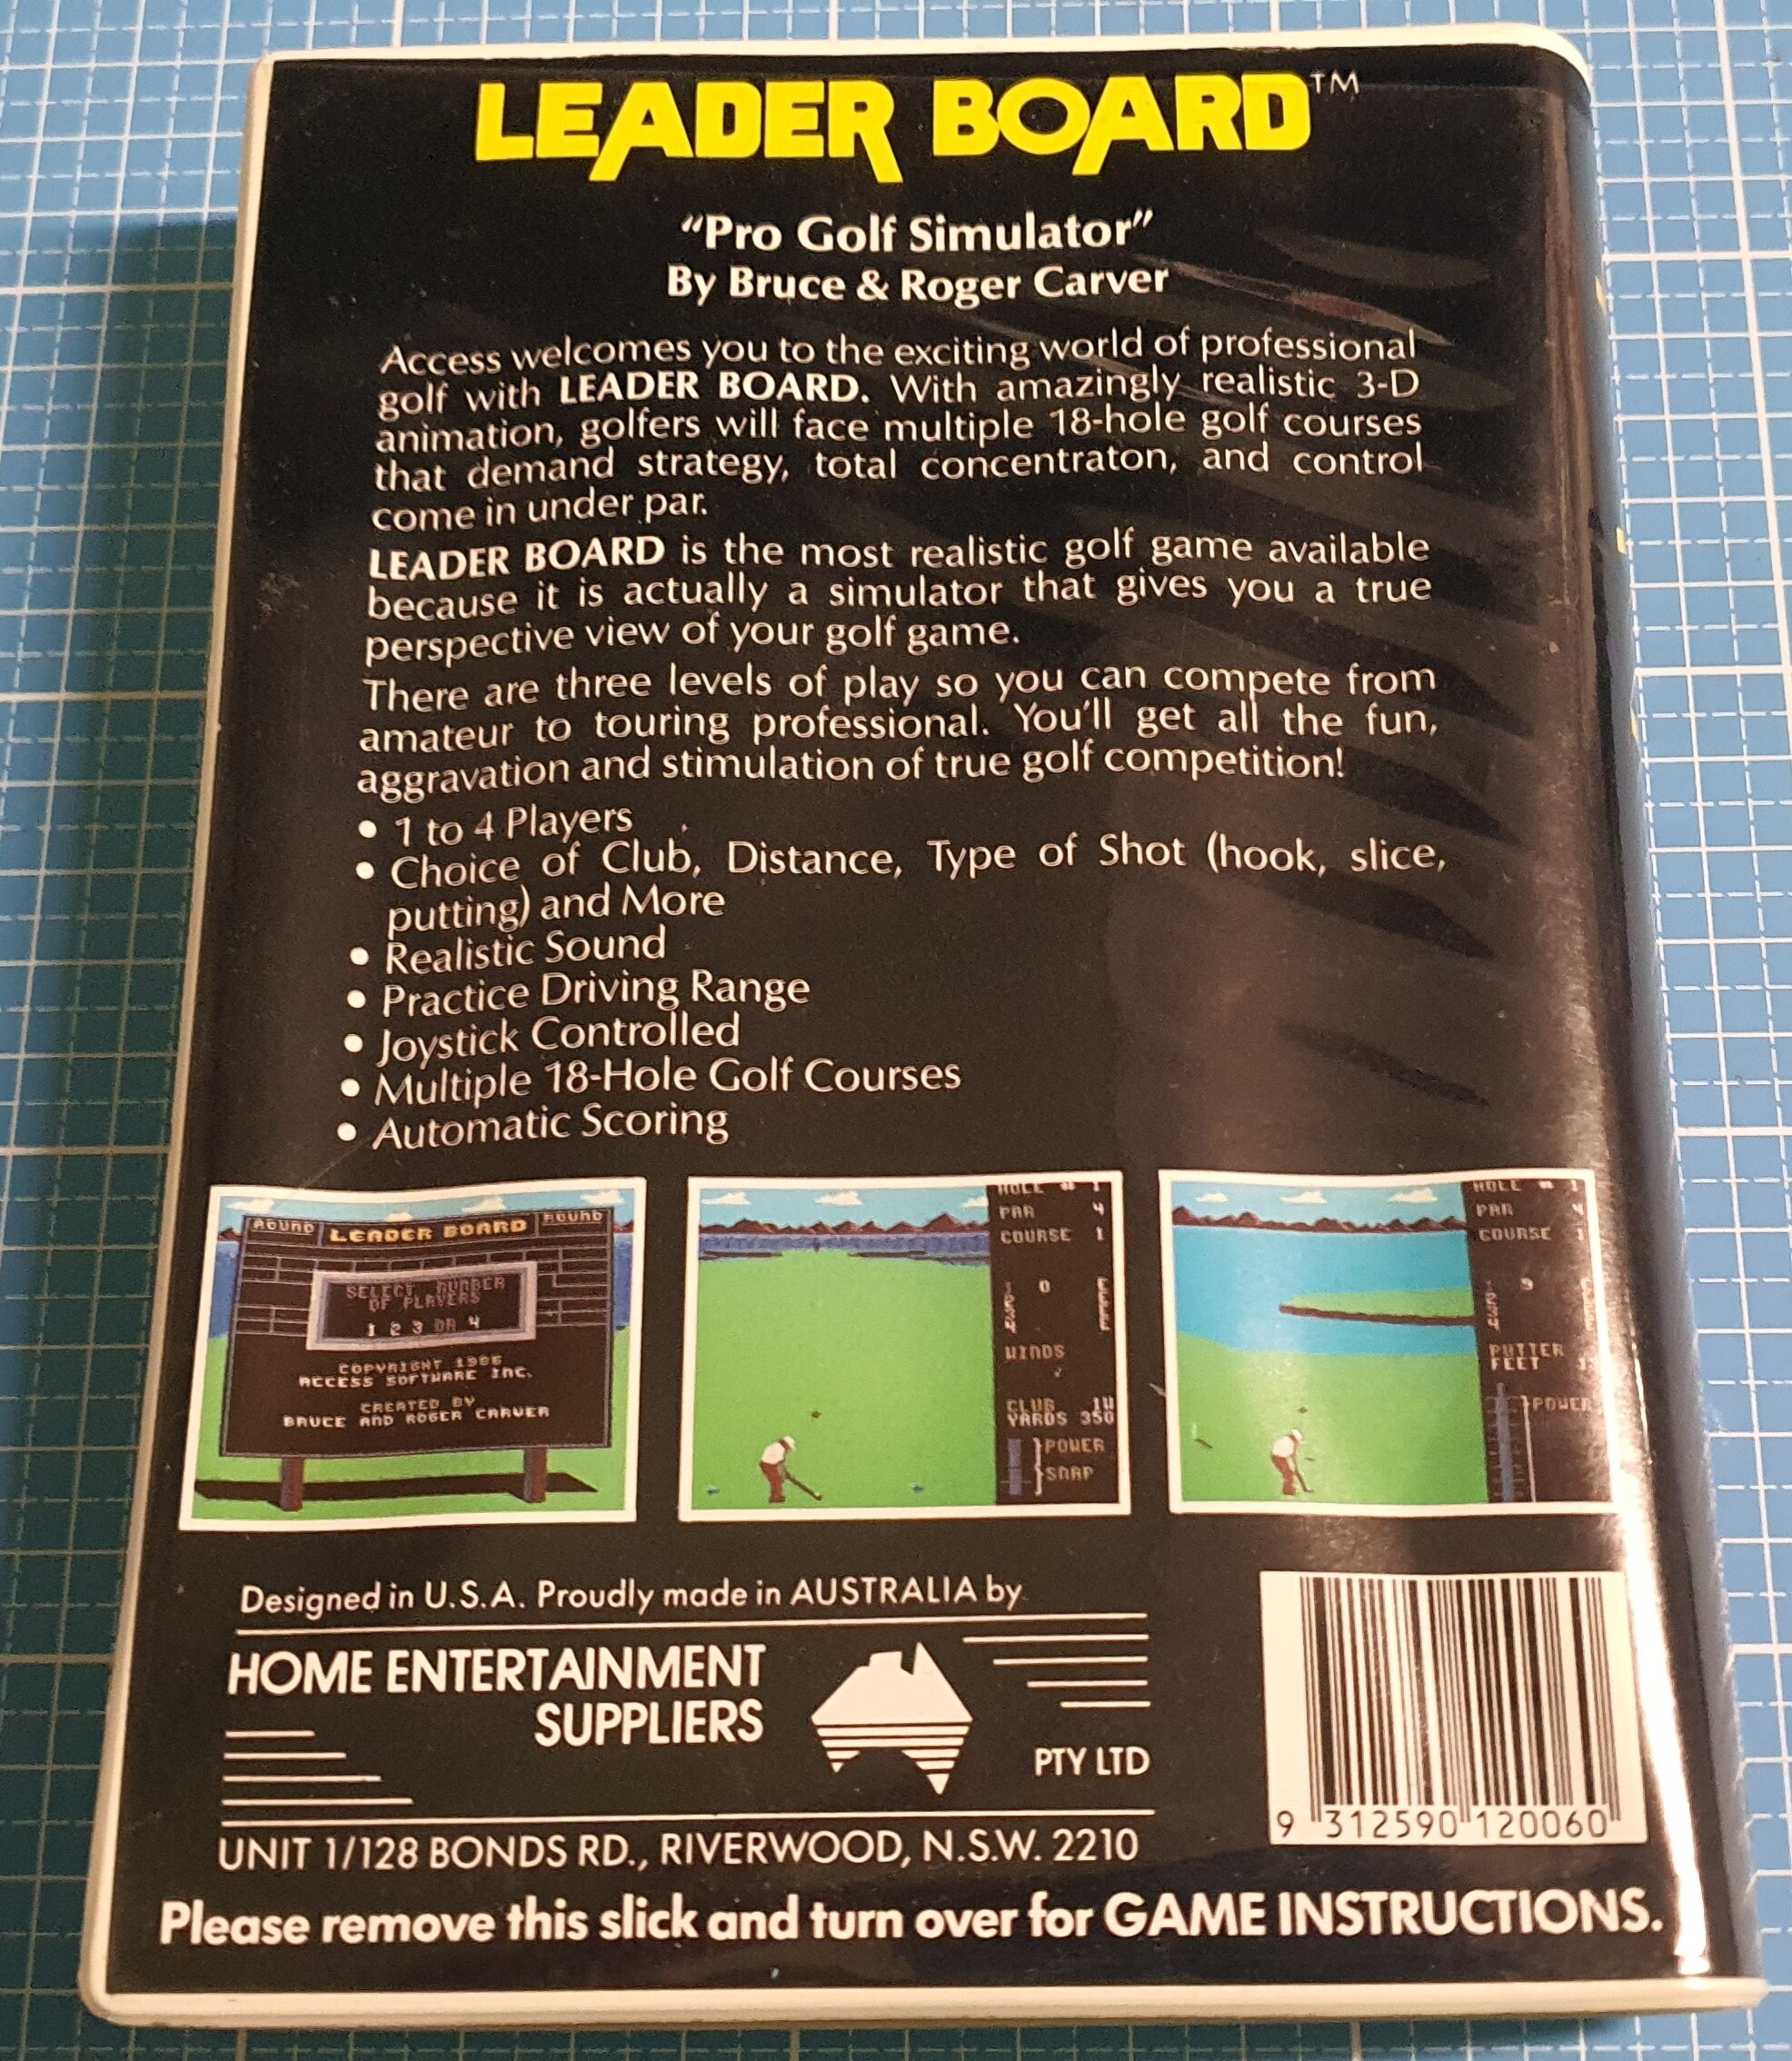 LEADER BOARD™
"Pro Golf Simulator"
By Bruce & Roger Carver
Access welcomes you to the exciting world of professional
golf with LEADER BOARD. With amazingly realistic 3-D
animation, golfers will face multiple 18-hole golf courses
that demand strategy, total concentraton, and control
come in under par.
LEADER BOARD is the most realistic golf game available
because it is actually a simulator that gives you a true
perspective view of your golf game.
There are three levels of play so you can compete from
amateur to touring professional. You'll get all the fun,
aggravation and stimulation of true golf competition!
• 1 to 4 Players
• Choice of Club, Distance, Type of Shot (hook, slice,
putting) and More
• Realistic Sound
• Practice Driving Range
• Joystick Controlled
• Multiple 18-Hole Golf Courses
• Automatic Scoring
ROUND LEADER BOARD ROUND
SELECT NUMBER
OF PLAYERS
1 2 3 OR 4
COPYRIGHT 1986
ACCESS SOFTWARE INC.
CREATED BY
BRUCE AND ROGER CARVER
HOLE # 1
PAR 4
COURSE 1
0
WINDS
CLUB 1W
YARDS 350
POWER
SNAP
HOLE # 1
PAR 4
COURSE 1
9
PUTTER
FEET
POWER
Designed in U.S.A. Proudly made in AUSTRALIA by
HOME ENTERTAINMENT
SUPPLIERS
PTY LTD
UNIT 1/128 BONDS RD., RIVERWOOD, N.S.W. 2210
9 312590 120060
Please remove this slick and turn over for GAME INSTRUCTIONS.